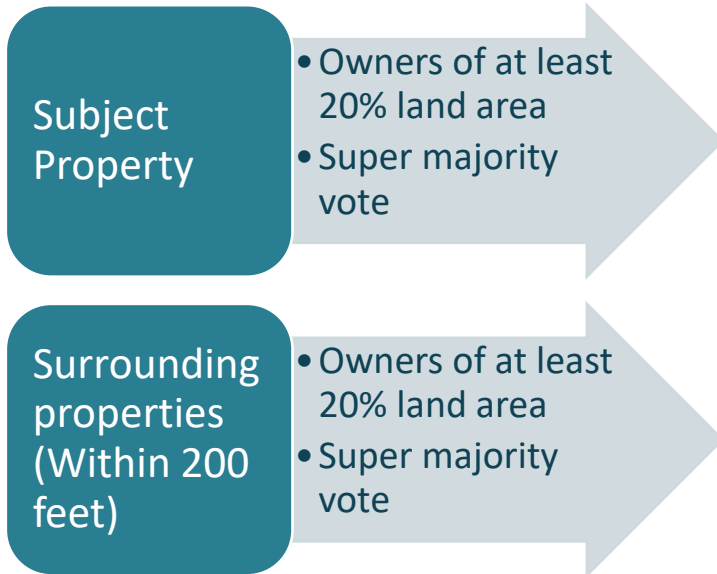 Subject
Property
• Owners of at least
20% land area
• Super majority
vote
Surrounding
properties
(Within 200
feet)
• Owners of at least
20% land area
• Super majority
vote